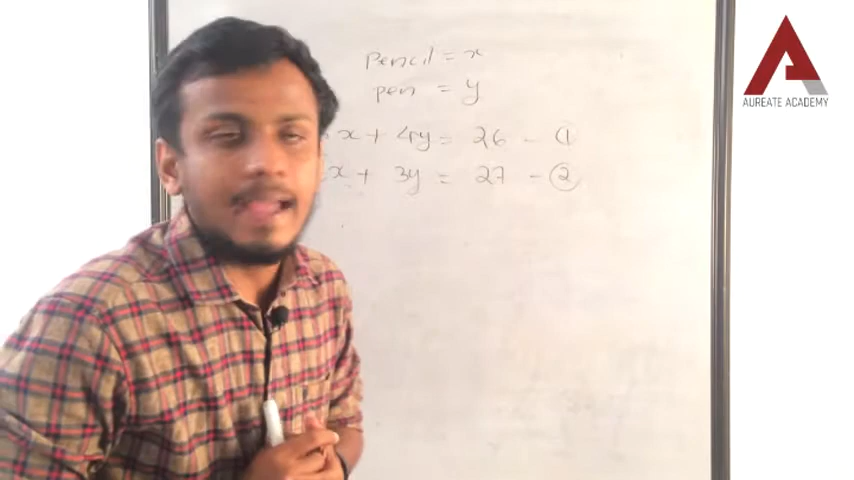 Pencil = x
pen = y
x + 4y = 26 - ①
x + 3y = 27 - ②
AUREATE ACADEMY